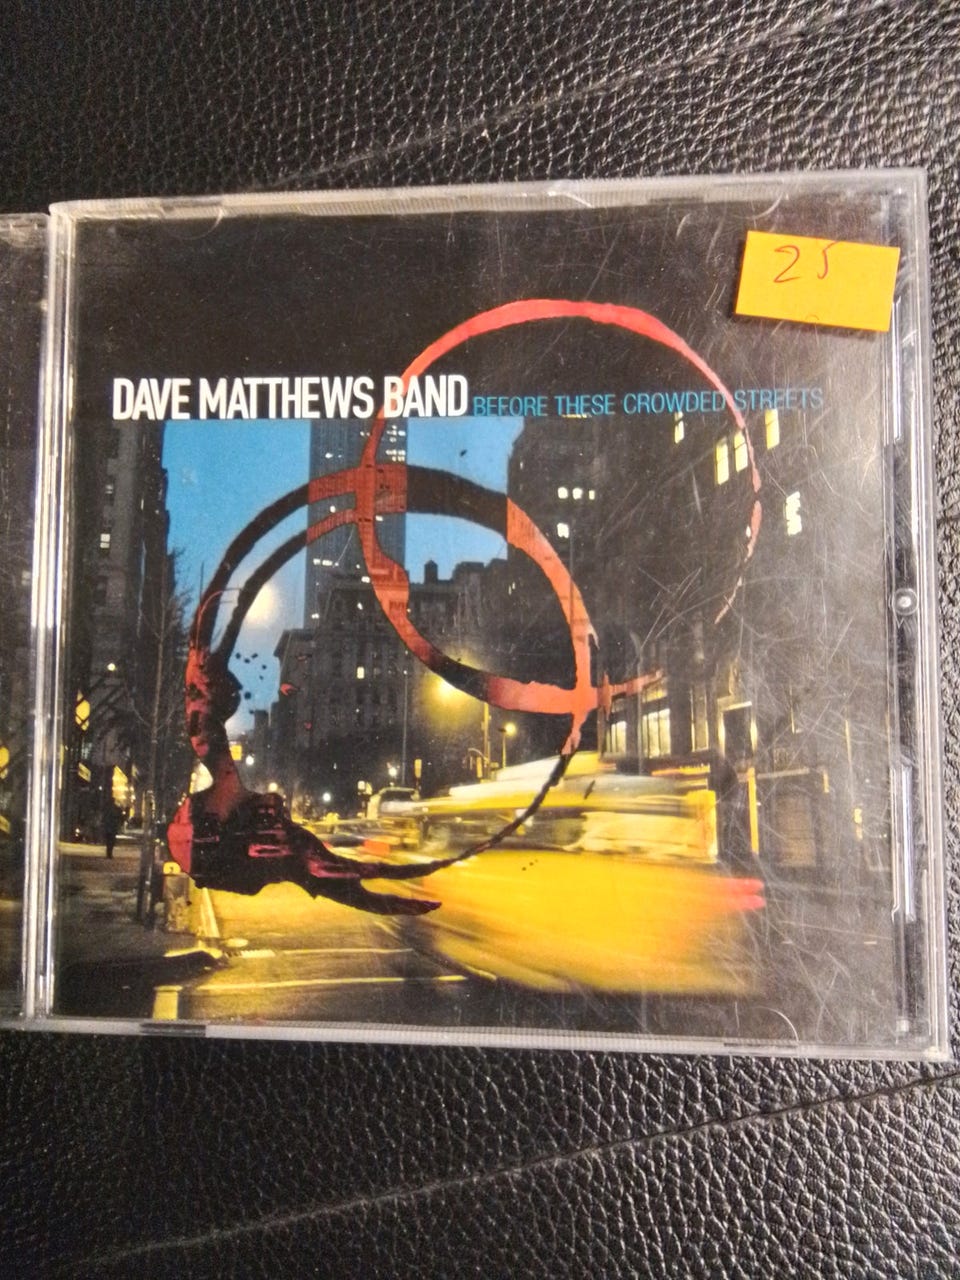 25
DAVE MATTHEWS BAND BEFORE THESE CROWDED STREETS